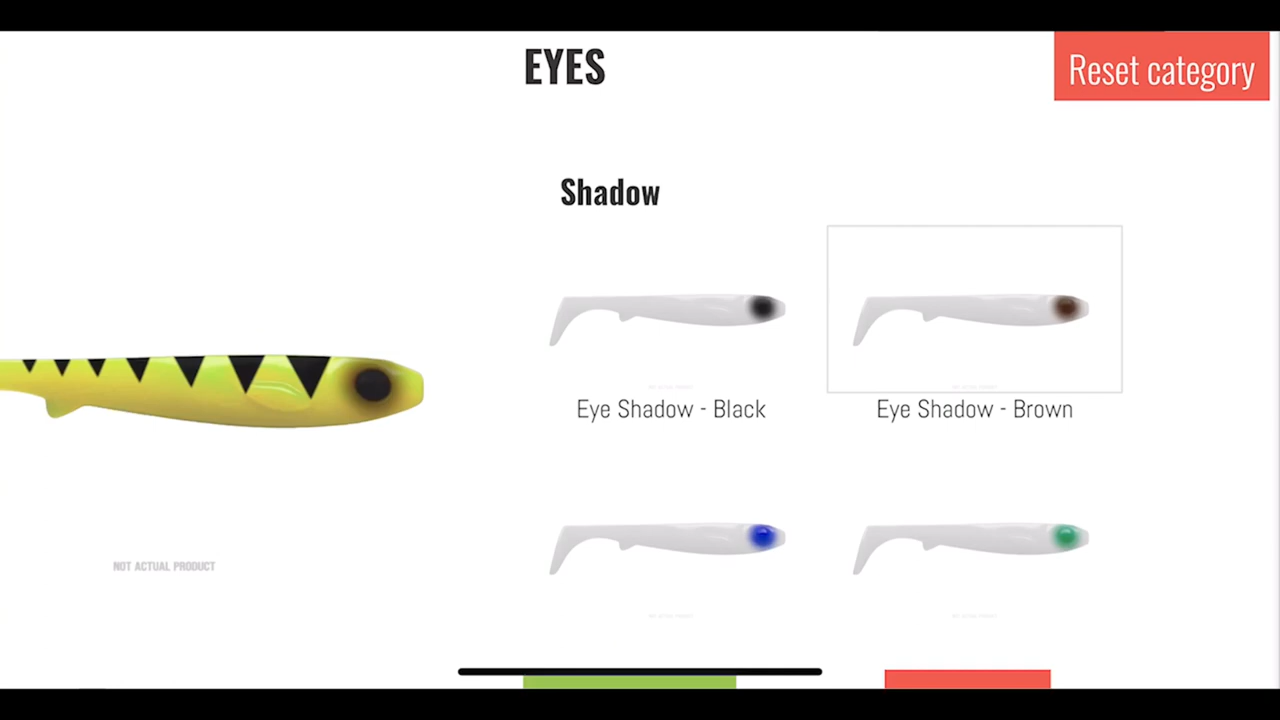 EYES
Reset category
Shadow
Eye Shadow - Black
Eye Shadow - Brown
NOT ACTUAL PRODUCT